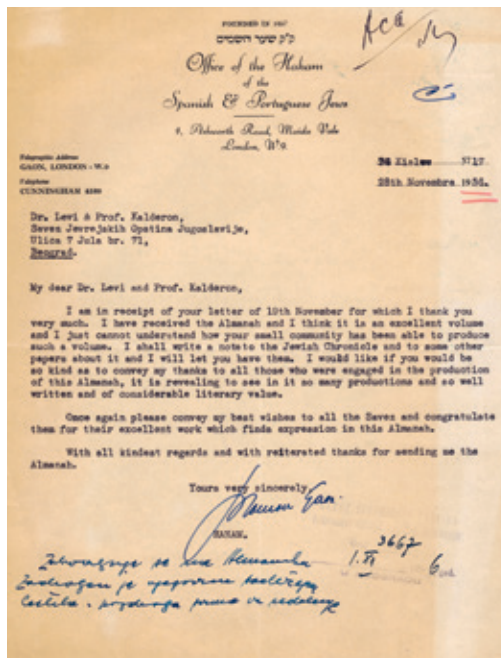 FOUNDED IN 1657
ק"ק שער השמים
Office of the Haham
of the
Spanish & Portuguese Jews
9, Ashworth Road, Maida Vale
London, W9.
Telegraphic Address
GAON, LONDON - W9
Telephone
CUNNINGHAM
Kislew 5717
28th Novembre 1956.
Dr. Levi & Prof. Kalderon,
Savez Jevrejskih Opstina Jugoslavije,
Ulica 7 Jula br. 71,
Beograd.
My dear Dr. Levi and Prof. Kalderon,
I am in receipt of your letter of 19th November for which I thank you
very much. I have received the Almanah and I think it is an excellent volume
and I just cannot understand how your small community has been able to produce
such a volume. I shall write a note to the Jewish Chronicle and to some other
papers about it and I will let you have them. I would like if you would be
so kind as to convey my thanks to all those who were engaged in the production
of this Almanah, it is revealing to see in it so many productions and so well
written and of considerable literary value.
Once again please convey my best wishes to all the Savez and congratulate
them for their excellent work which finds expression in this Almanah.
With all kindest regards and with reiterated thanks for sending me the
Almanah.
Yours very sincerely,
Solomon Gaon.
HAHAM.
3667